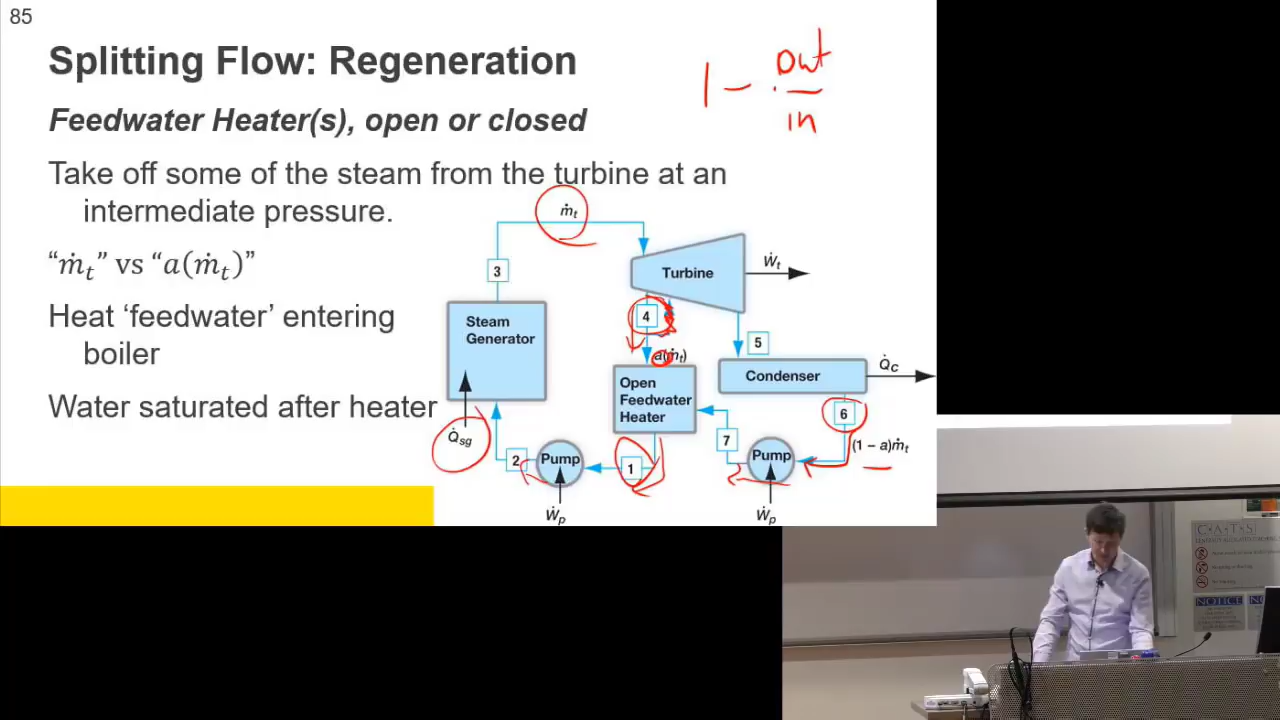 85
Splitting Flow: Regeneration
1 - out
in
Feedwater Heater(s), open or closed
Take off some of the steam from the turbine at an
intermediate pressure.
“ṁₜ” vs “a(ṁₜ)”
Heat ‘feedwater’ entering
boiler
Water saturated after heater
ṁₜ
3
Turbine
Ẇₜ
Steam
Generator
4
a(ṁₜ)
5
Open
Feedwater
Heater
Condenser
Q̇C
6
(1 − a)ṁₜ
Q̇sg
2
Pump
1
7
Pump
Ẇₚ
Ẇₚ
C A T S
NOTICE